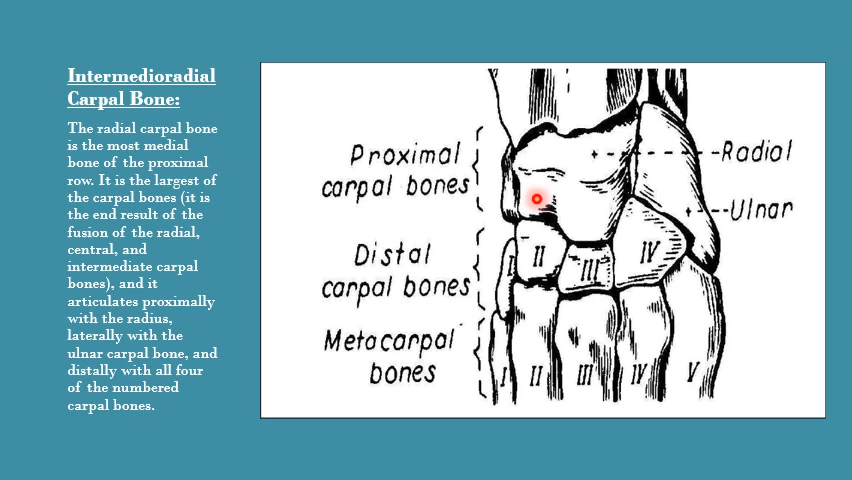 Intermedioradial
Carpal Bone:
The radial carpal bone
is the most medial
bone of the proximal
row. It is the largest of
the carpal bones (it is
the end result of the
fusion of the radial,
central, and
intermediate carpal
bones), and it
articulates proximally
with the radius,
laterally with the
ulnar carpal bone, and
distally with all four
of the numbered
carpal bones.
Proximal
carpal bones
Radial
Ulnar
Distal
carpal bones
I II III IV
Metacarpal
bones
I II III IV V